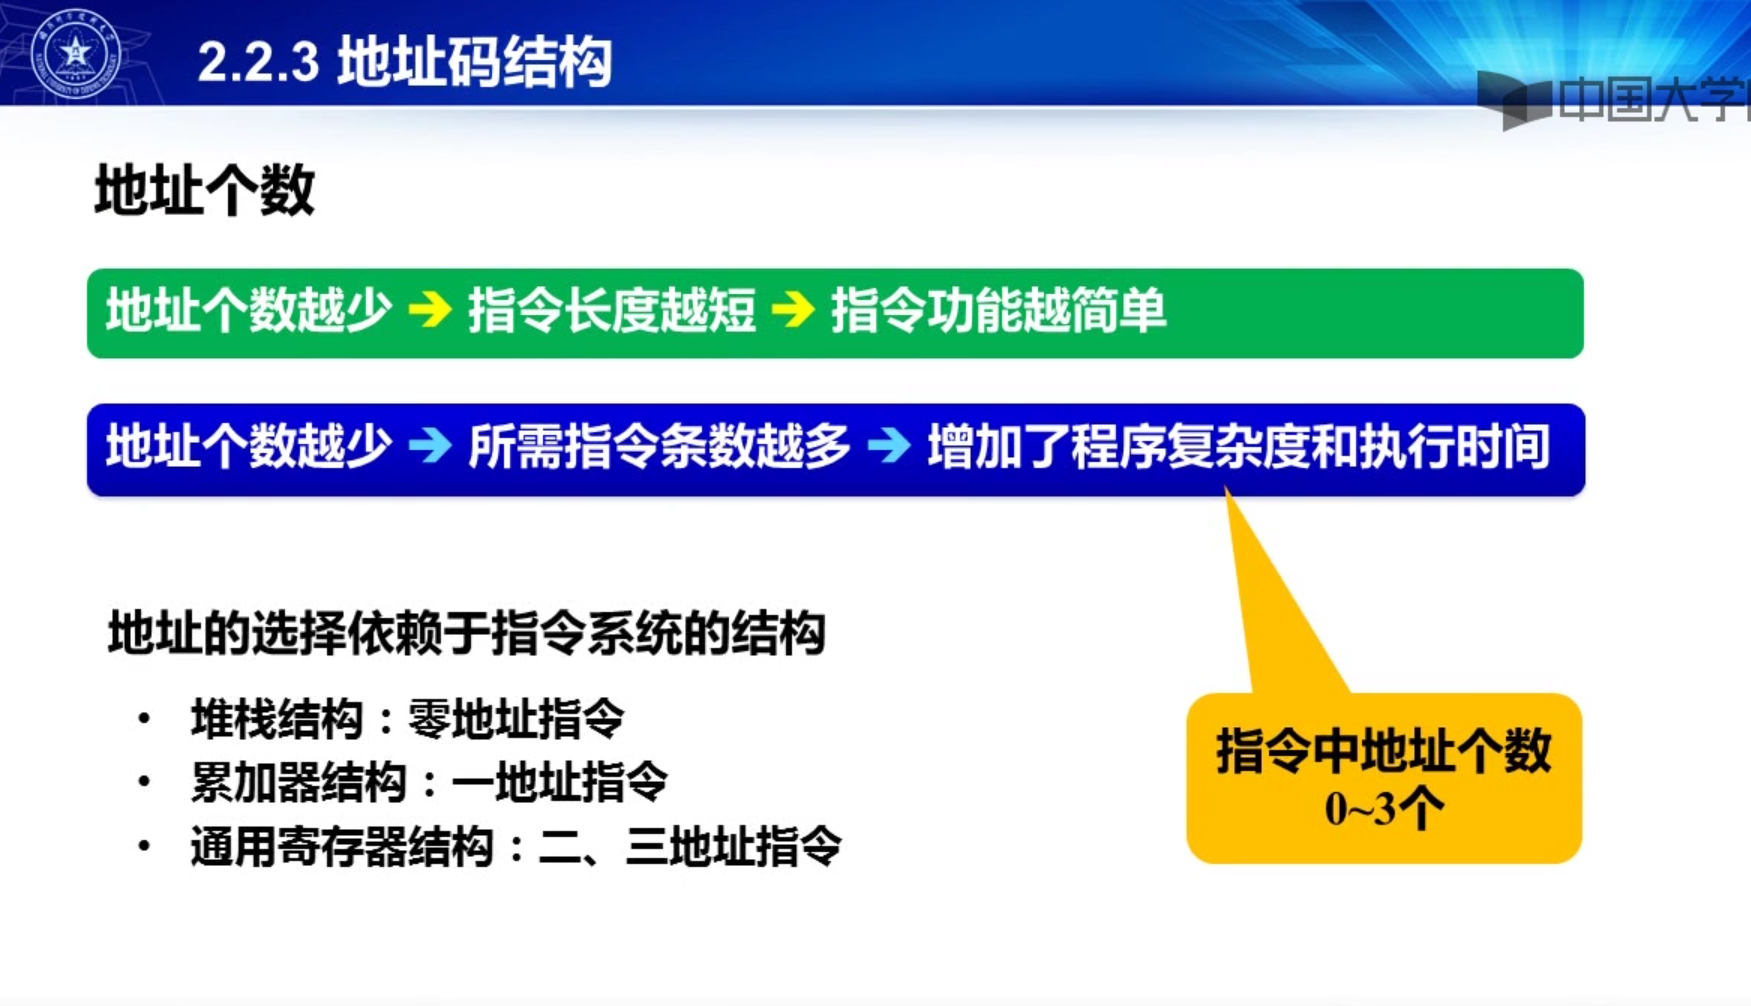 2.2.3 地址码结构
中国大学
地址个数
地址个数越少 ➔ 指令长度越短 ➔ 指令功能越简单
地址个数越少 ➔ 所需指令条数越多 ➔ 增加了程序复杂度和执行时间
地址的选择依赖于指令系统的结构
• 堆栈结构：零地址指令
• 累加器结构：一地址指令
• 通用寄存器结构：二、三地址指令
指令中地址个数
0~3个